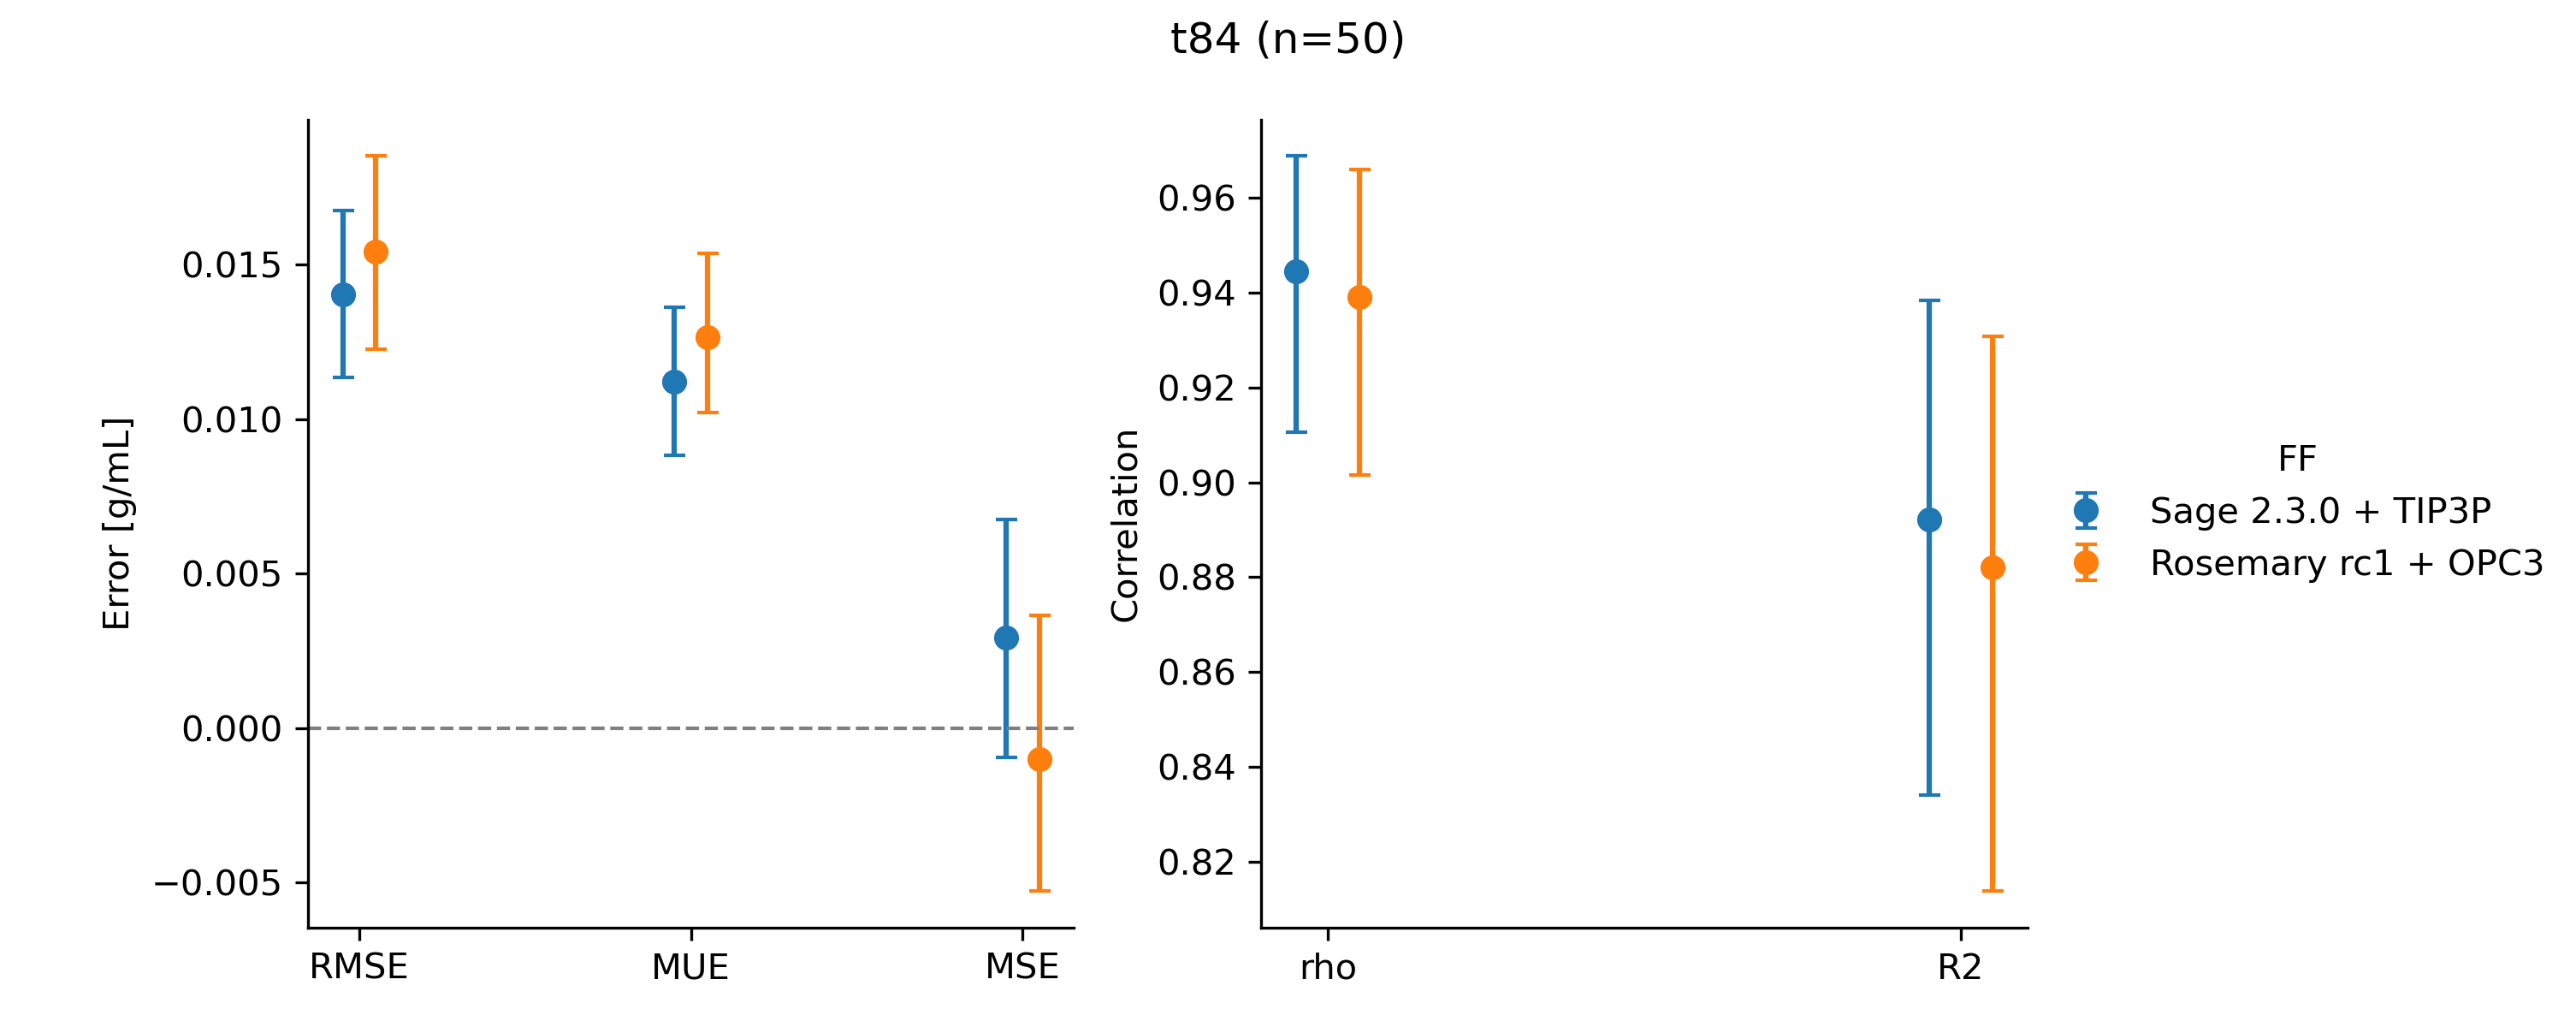 t84 (n=50)
Error [g/mL]
0.015
0.010
0.005
0.000
−0.005
RMSE
MUE
MSE
Correlation
0.96
0.94
0.92
0.90
0.88
0.86
0.84
0.82
rho
R2
FF
Sage 2.3.0 + TIP3P
Rosemary rc1 + OPC3